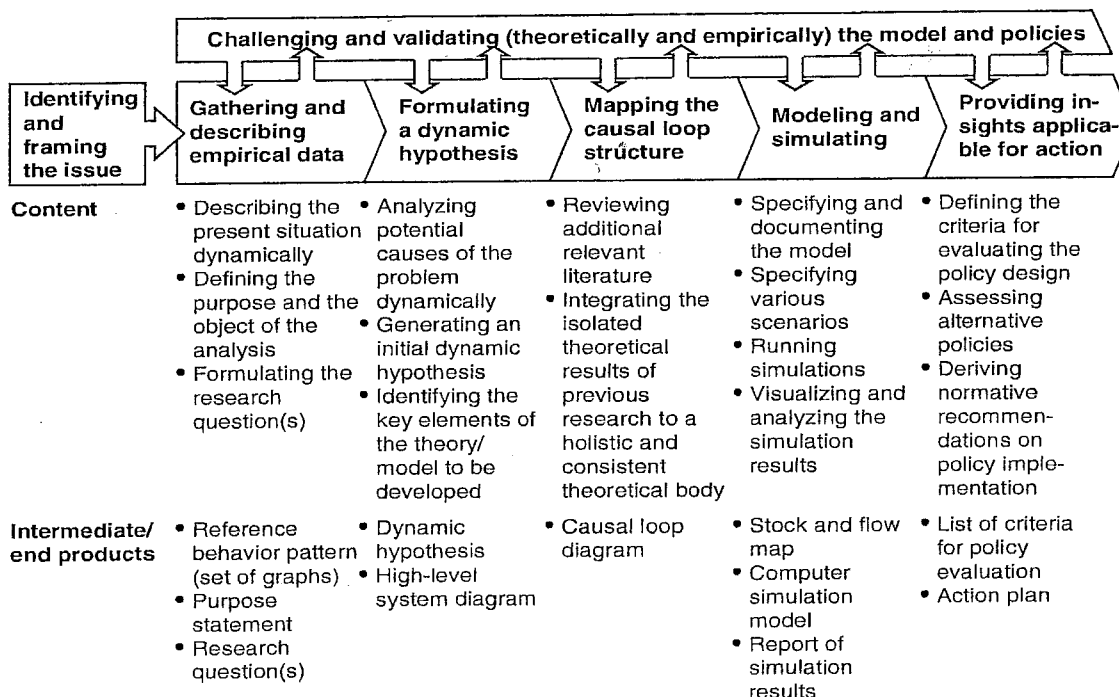 Challenging and validating (theoretically and empirically) the model and policies
Identifying
and
framing
the issue
Gathering and
describing
empirical data
Formulating
a dynamic
hypothesis
Mapping the
causal loop
structure
Modeling and
simulating
Providing in-
sights applica-
ble for action
Content
• Describing the
present situation
dynamically
• Defining the
purpose and the
object of the
analysis
• Formulating the
research
question(s)
• Analyzing
potential
causes of the
problem
dynamically
• Generating an
initial dynamic
hypothesis
• Identifying the
key elements of
the theory/
model to be
developed
• Reviewing
additional
relevant
literature
• Integrating the
isolated
theoretical
results of
previous
research to a
holistic and
consistent
theoretical body
• Specifying and
documenting
the model
• Specifying
various
scenarios
• Running
simulations
• Visualizing and
analyzing the
simulation
results
• Defining the
criteria for
evaluating the
policy design
• Assessing
alternative
policies
• Deriving
normative
recommen-
dations on
policy imple-
mentation
Intermediate/
end products
• Reference
behavior pattern
(set of graphs)
• Purpose
statement
• Research
question(s)
• Dynamic
hypothesis
• High-level
system diagram
• Causal loop
diagram
• Stock and flow
map
• Computer
simulation
model
• Report of
simulation
results
• List of criteria
for policy
evaluation
• Action plan